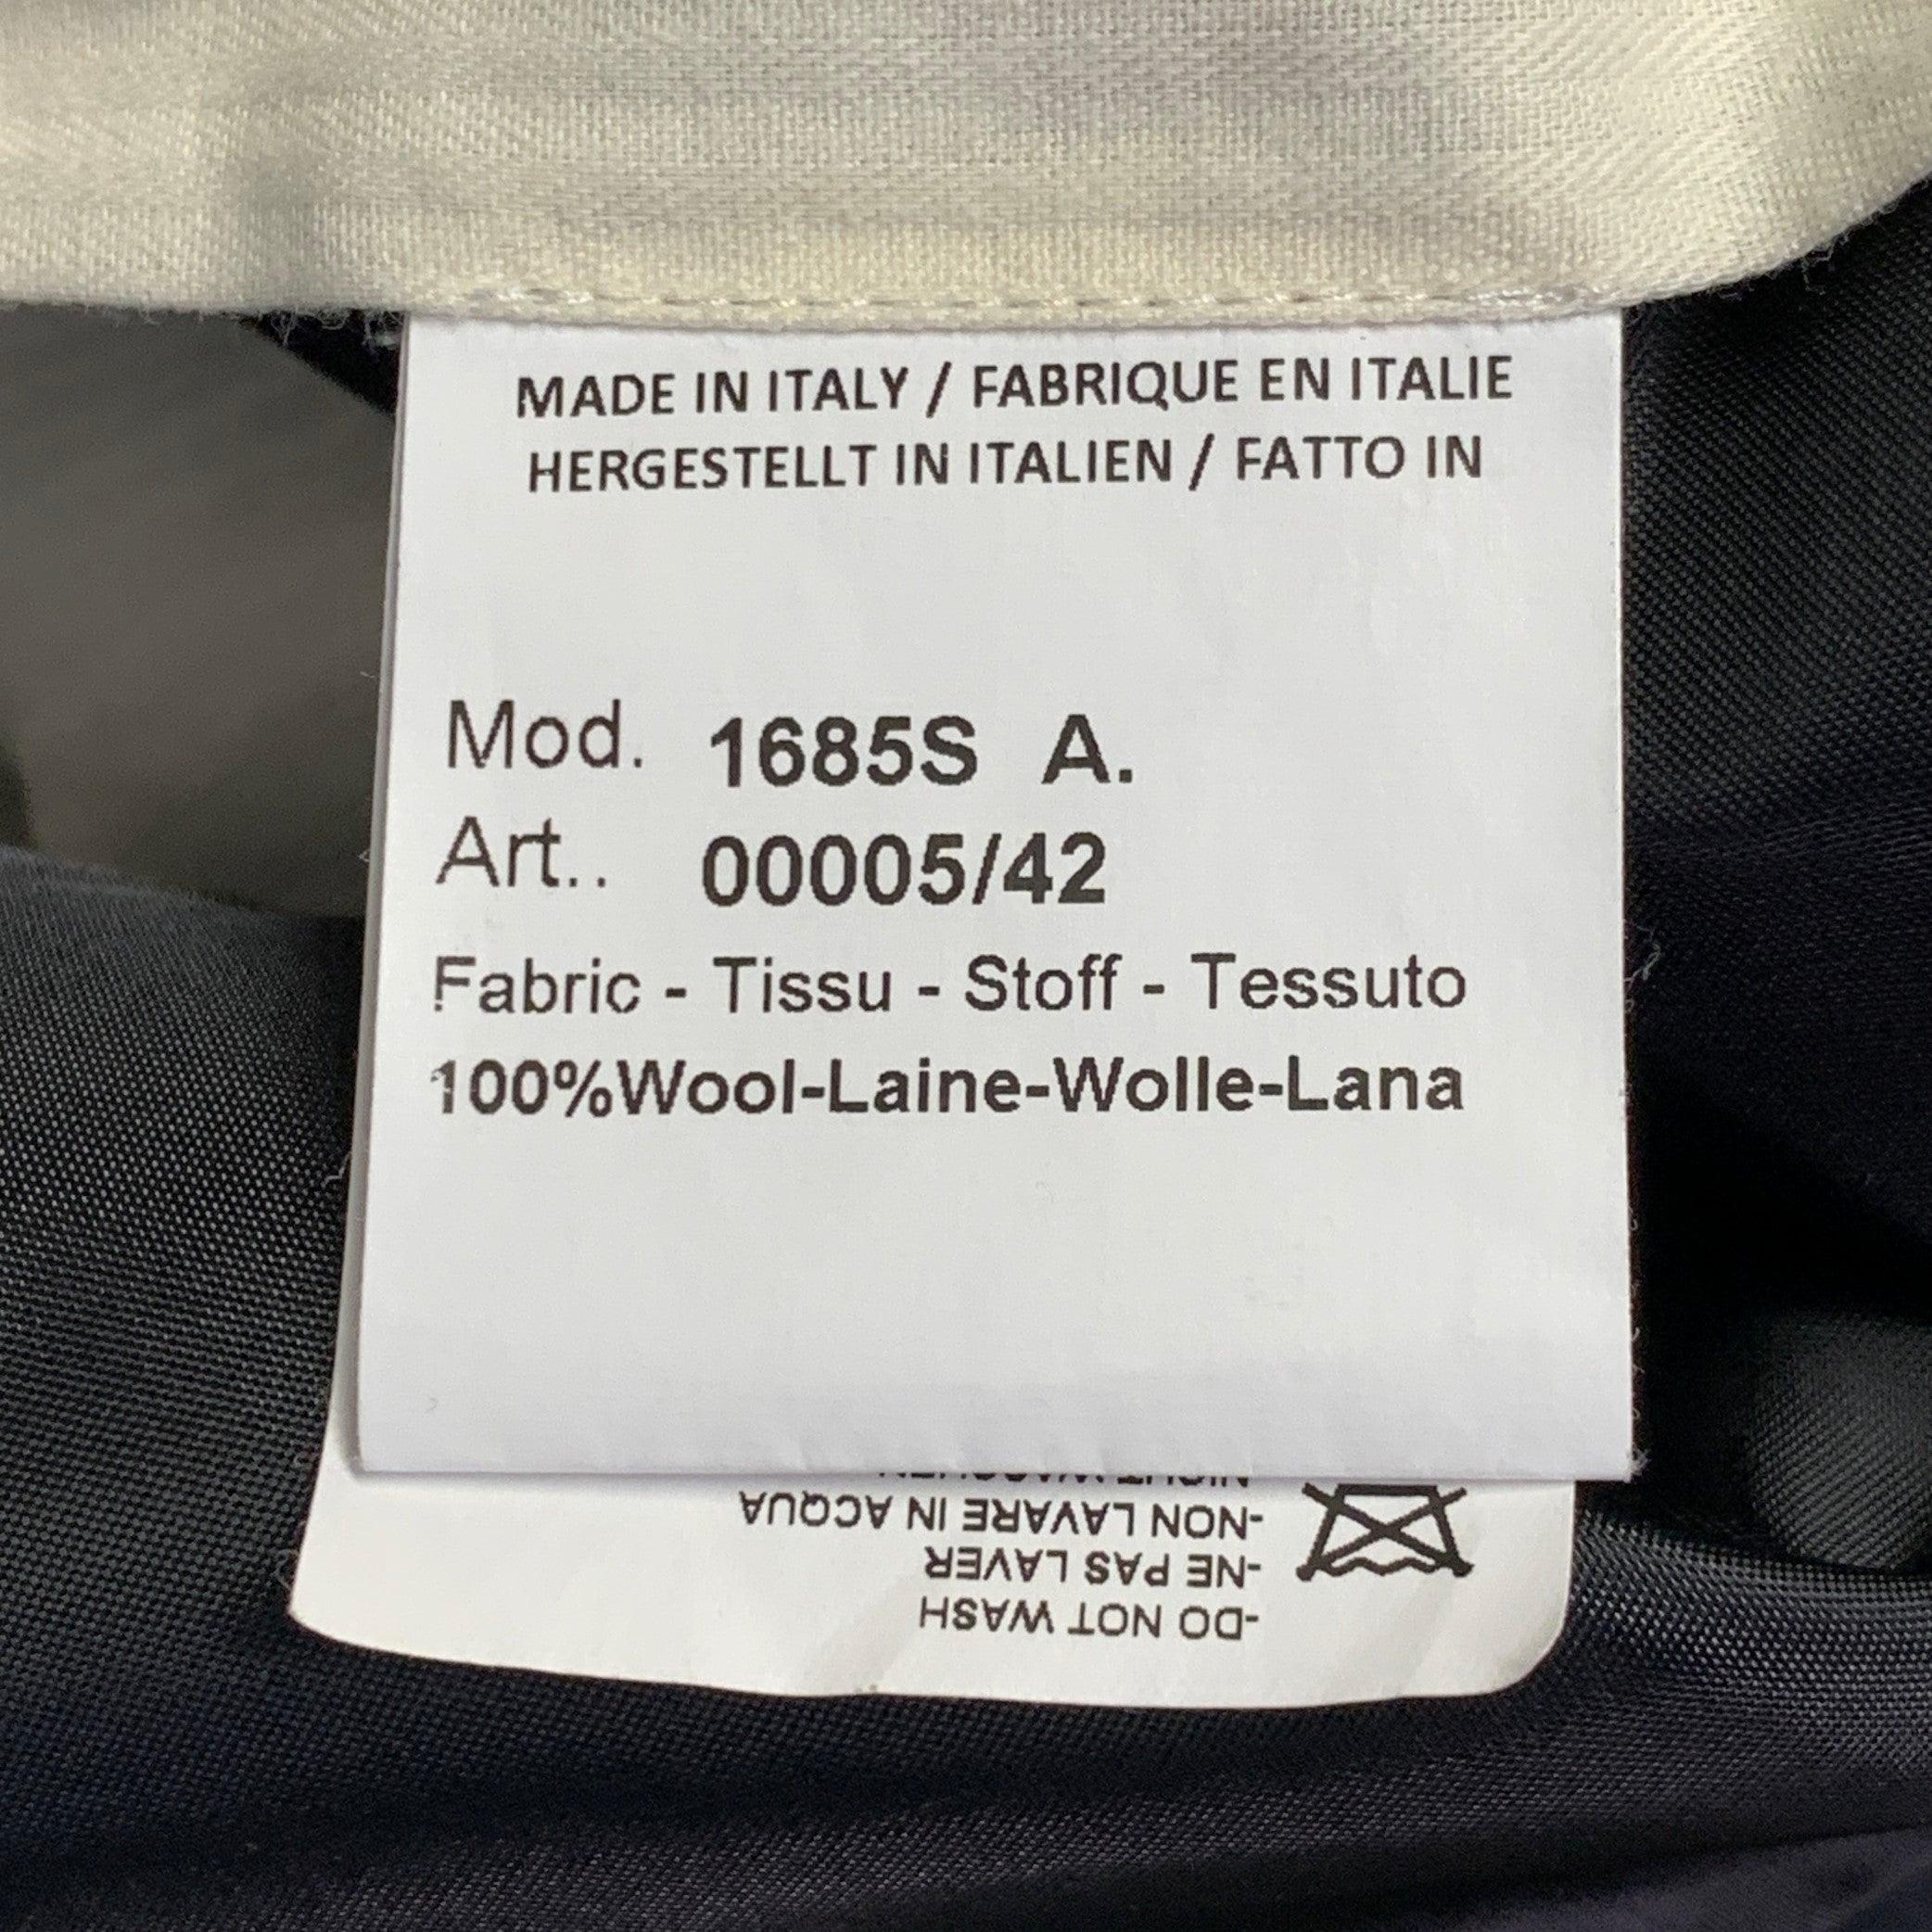 MADE IN ITALY / FABRIQUE EN ITALIE
HERGESTELLT IN ITALIEN / FATTO IN
Mod. 1685S A.
Art.. 00005/42
Fabric - Tissu - Stoff - Tessuto
100%Wool-Laine-Wolle-Lana
-DO NOT WASH
-NE PAS LAVER
-NON LAVARE IN ACQUA